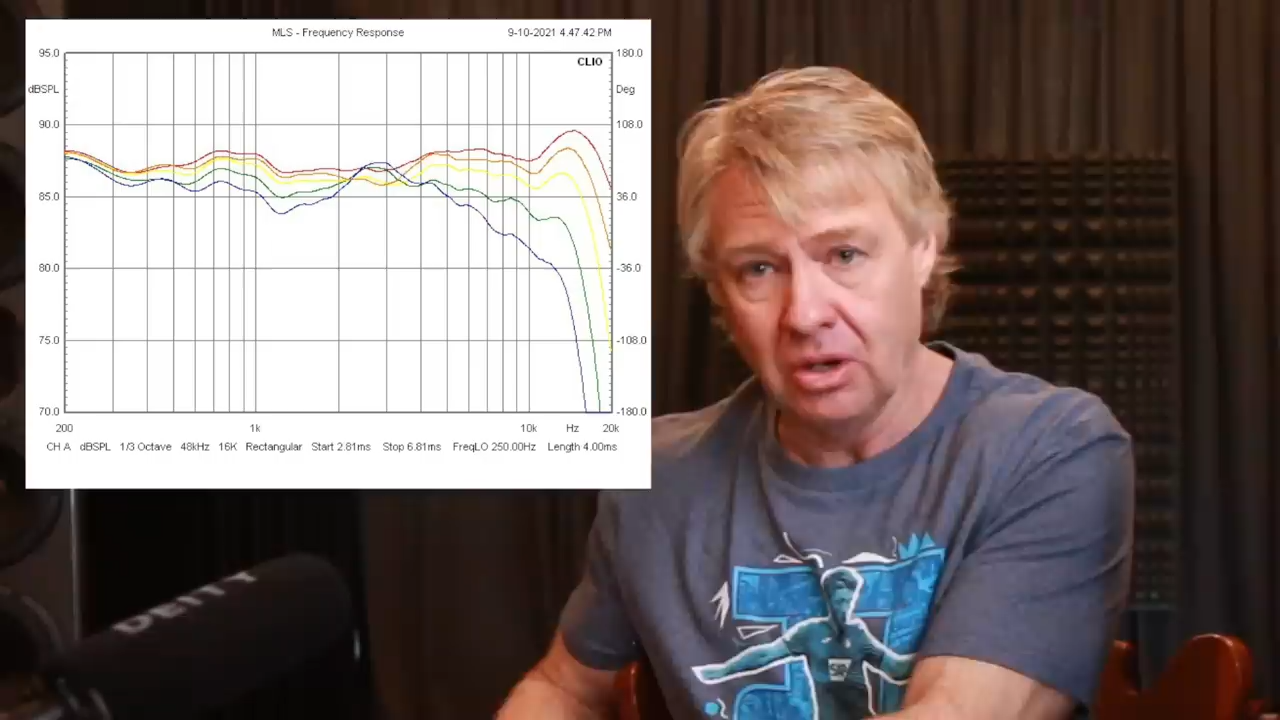 MLS - Frequency Response 9-10-2021 4.47.42 PM
95.0 180.0
CLIO
dBSPL Deg
90.0 108.0
85.0 36.0
80.0 -36.0
75.0 -108.0
70.0 -180.0
200 1k 10k Hz 20k
CH A dBSPL 1/3 Octave 48kHz 16K Rectangular Start 2.81ms Stop 6.81ms FreqLO 250.00Hz Length 4.00ms
DEITY